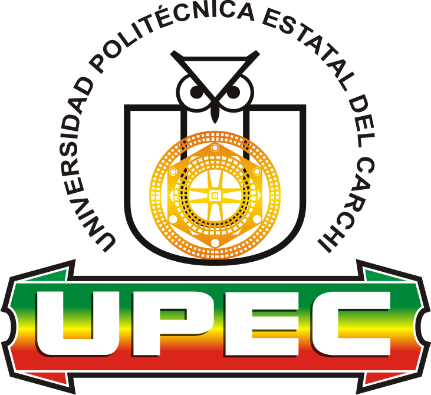 UNIVERSIDAD POLITÉCNICA ESTATAL DEL CARCHI
UPEC